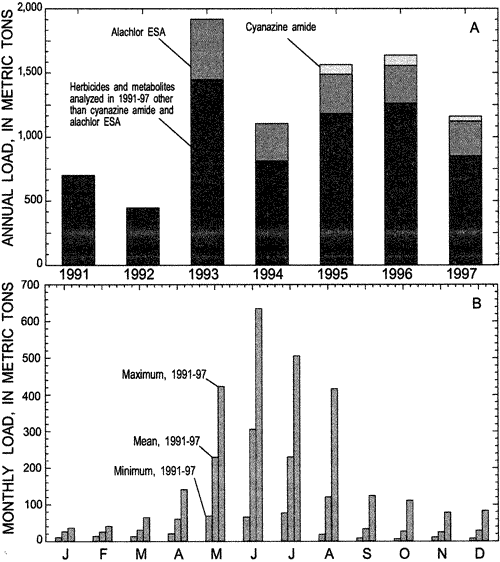 ANNUAL LOAD, IN METRIC TONS
2,000
1,500
1,000
500
0
Alachlor ESA
Cyanazine amide
A
Herbicides and metabolites
analyzed in 1991-97 other
than cyanazine amide and
alachlor ESA
1991 1992 1993 1994 1995 1996 1997
MONTHLY LOAD, IN METRIC TONS
700
600
500
400
300
200
100
0
B
Maximum, 1991-97
Mean, 1991-97
Minimum, 1991-97
J F M A M J J A S O N D